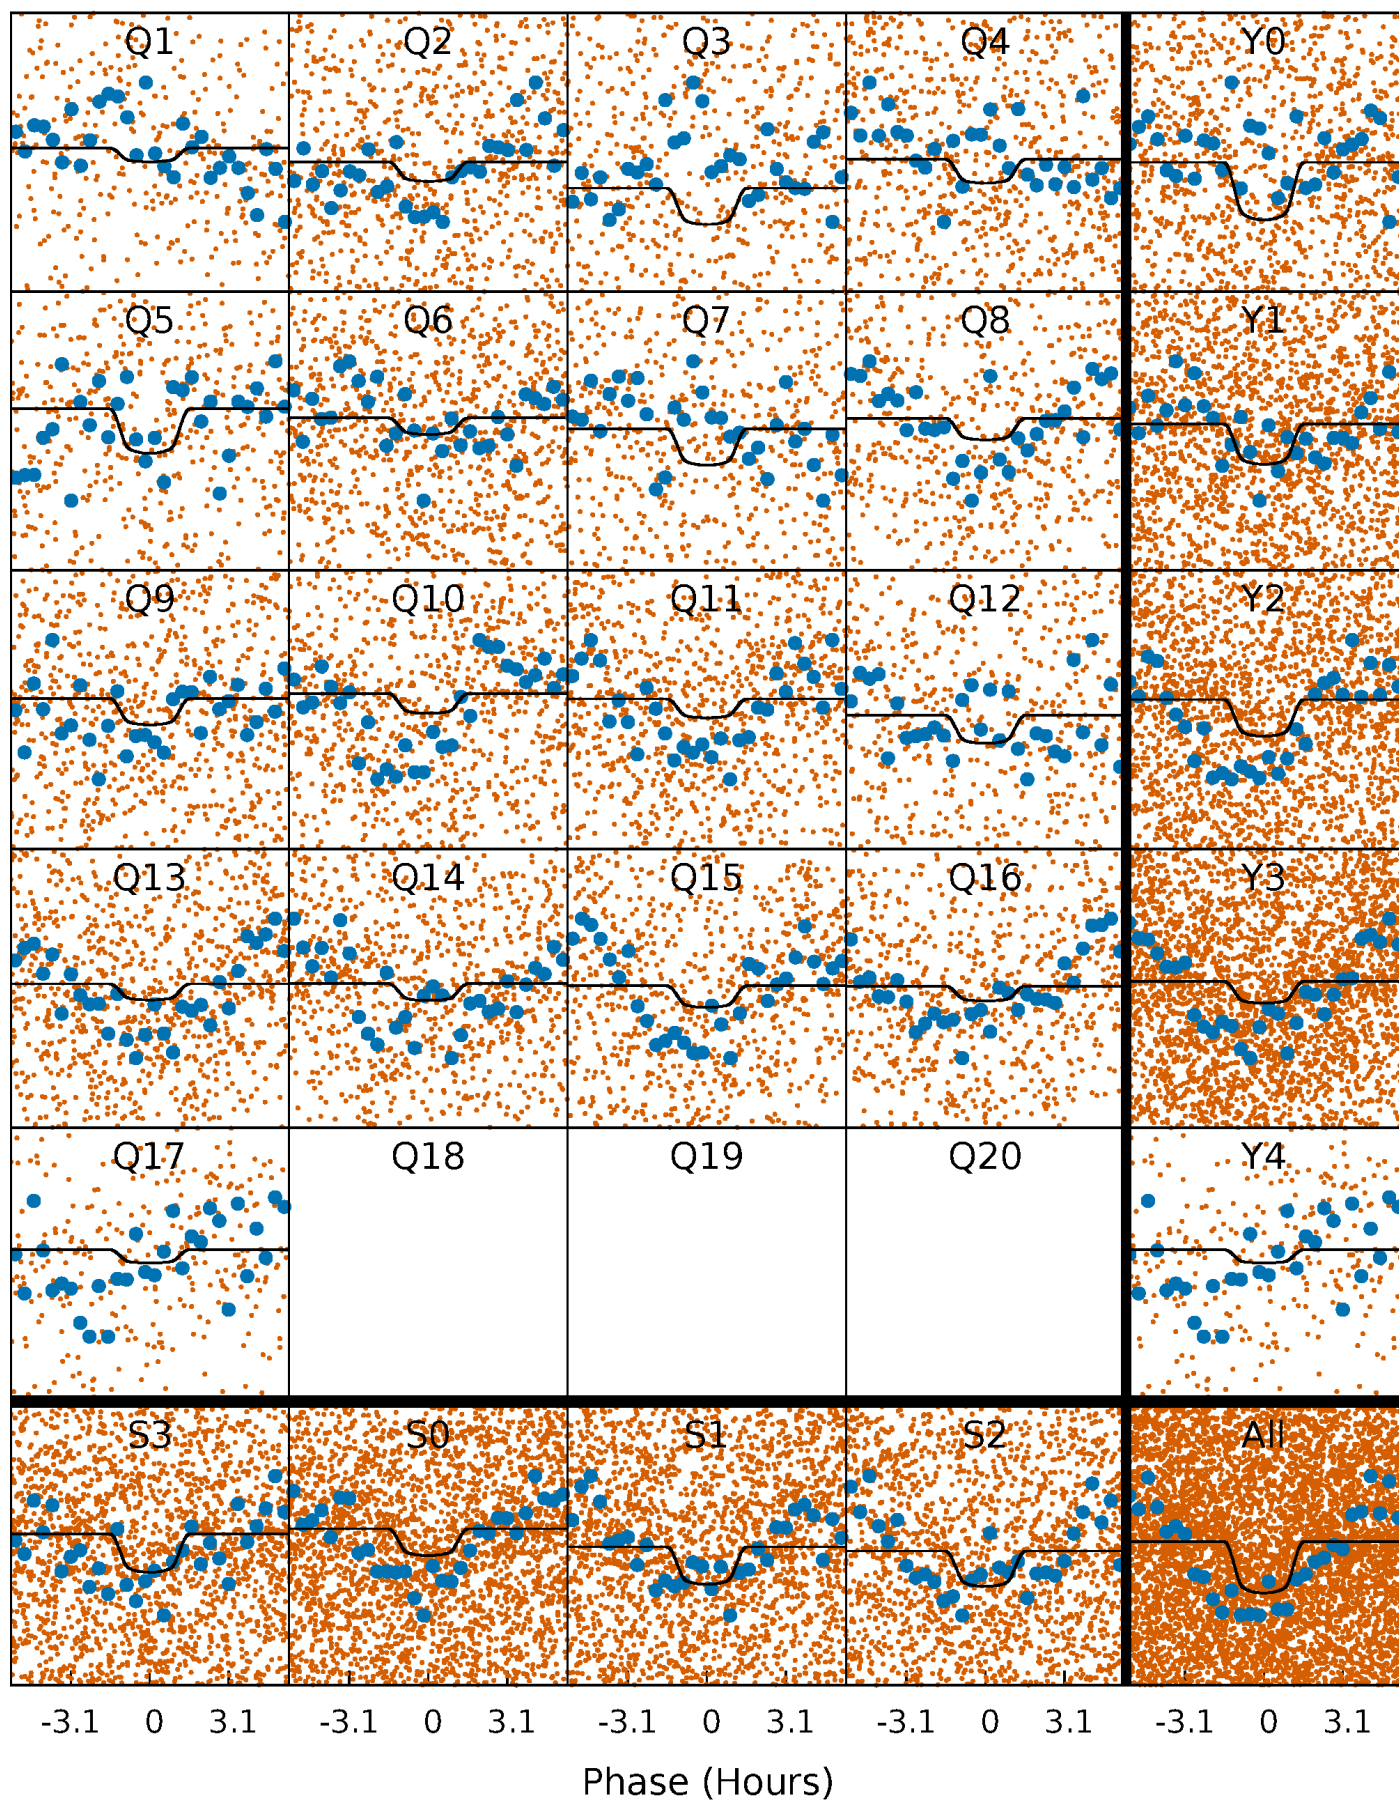 Q1 Q2 Q3 Q4 Y0
Q5 Q6 Q7 Q8 Y1
Q9 Q10 Q11 Q12 Y2
Q13 Q14 Q15 Q16 Y3
Q17 Q18 Q19 Q20 Y4
S3 S0 S1 S2 All
-3.1 0 3.1 -3.1 0 3.1 -3.1 0 3.1 -3.1 0 3.1 -3.1 0 3.1
Phase (Hours)